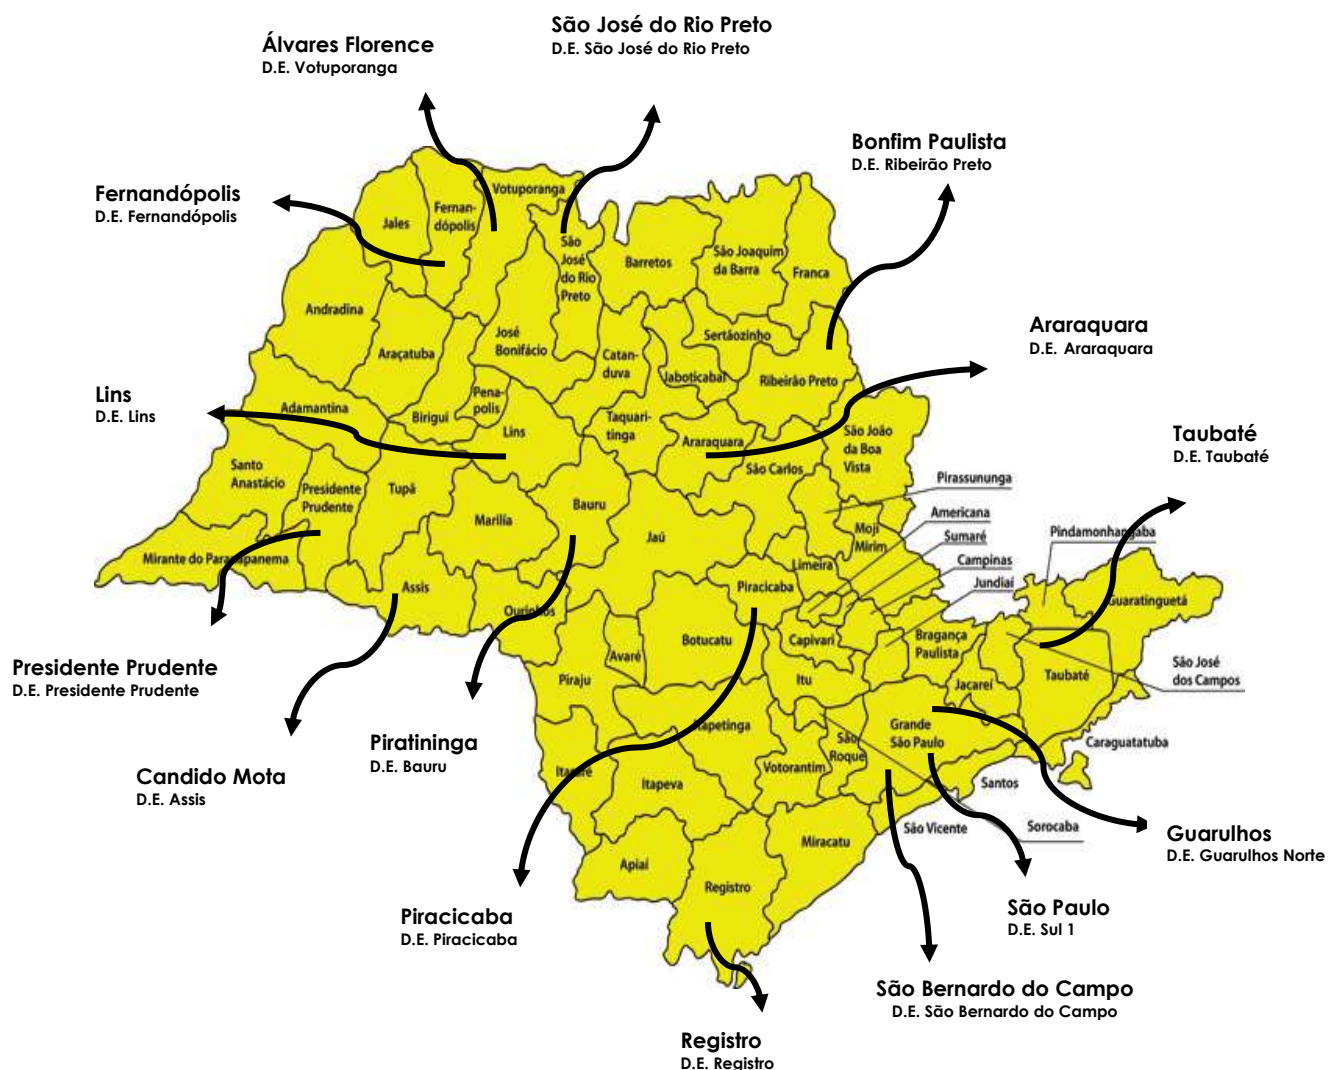 São José do Rio Preto
D.E. São José do Rio Preto
Álvares Florence
D.E. Votuporanga
Bonfim Paulista
D.E. Ribeirão Preto
Fernandópolis
D.E. Fernandópolis
Votuporanga
Jales
Fernan-
dópolis
São
José
do Rio
Preto
Barretos
São Joaquim
da Barra
Franca
Andradina
Araraquara
D.E. Araraquara
José
Bonifácio
Sertãozinho
Araçatuba
Catan-
duva
Jaboticabal
Ribeirão Preto
Lins
D.E. Lins
Adamantina
Birigui
Pena-
polis
Lins
Taquari-
tinga
Araraquara
São João
da Boa
Vista
Taubaté
D.E. Taubaté
São Carlos
Santo
Anastácio
Presidente
Prudente
Tupã
Bauru
Pirassununga
Marilía
Jaú
Americana
Moji
Mirim
Sumaré
Pindamonhangaba
Mirante do Paranapanema
Limeira
Campinas
Assis
Piracicaba
Jundiaí
Guaratinguetá
Ourinhos
Botucatu
Capivari
Bragança
Paulista
Avaré
Presidente Prudente
D.E. Presidente Prudente
Piraju
Itu
Jacareí
Taubaté
São José
dos Campos
Itapetinga
Grande
São Paulo
São
Roque
Caraguatatuba
Piratininga
D.E. Bauru
Candido Mota
D.E. Assis
Itararé
Itapeva
Votorantim
Santos
São Vicente
Sorocaba
Miracatu
Guarulhos
D.E. Guarulhos Norte
Apiaí
Registro
Piracicaba
D.E. Piracicaba
São Paulo
D.E. Sul 1
São Bernardo do Campo
D.E. São Bernardo do Campo
Registro
D.E. Registro